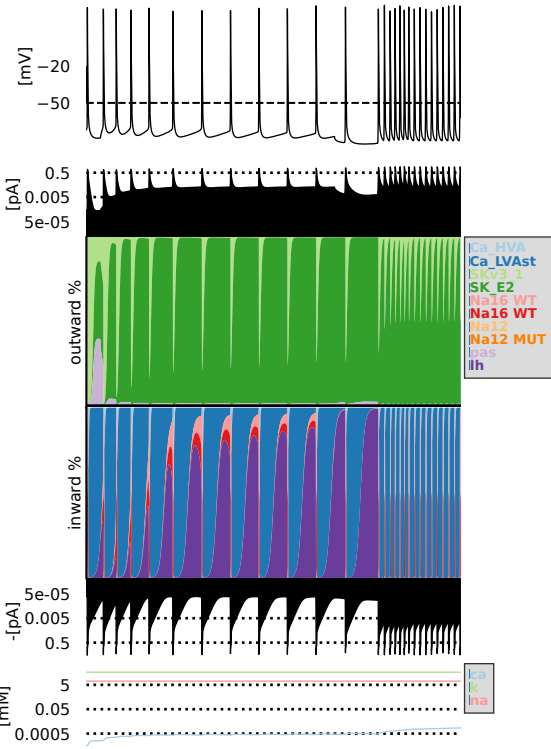 [mV]
−20
−50
[pA]
0.5
0.005
5e-05
outward %
Ca_HVA
Ca_LVAst
SKv3_1
SK_E2
Na16 WT
Na16 WT
Na12
Na12 MUT
pas
Ih
inward %
-[pA]
5e-05
0.005
0.5
[mM]
5
0.05
0.0005
ca
k
na